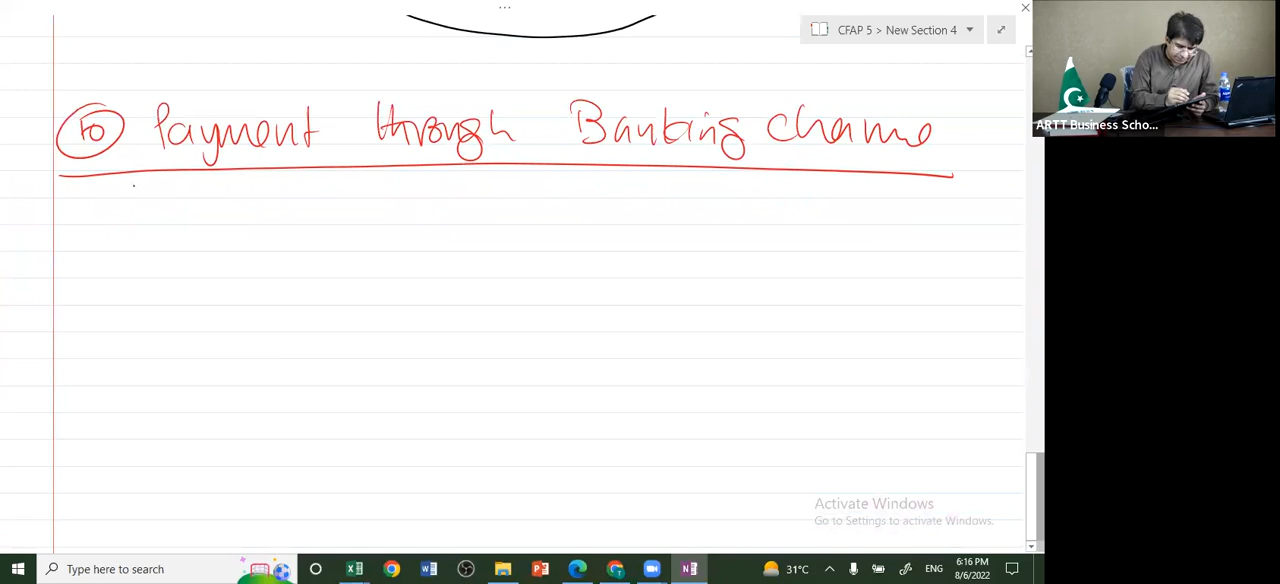 ...
CFAP 5 > New Section 4
10 Payment through Banking Channe
ARTT Business Scho...
Activate Windows
Go to Settings to activate Windows.
Type here to search
31°C
ENG
6:16 PM
8/6/2022